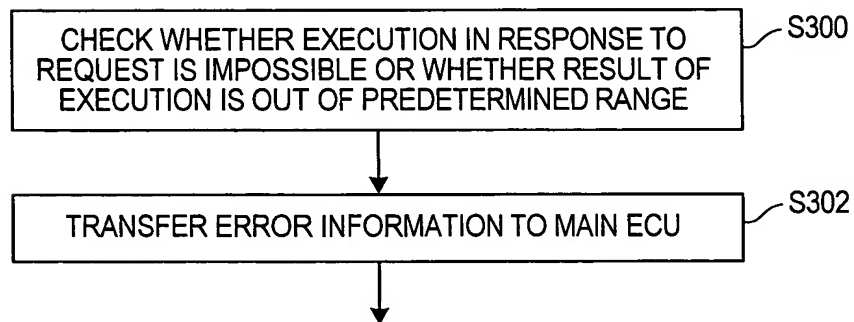 CHECK WHETHER EXECUTION IN RESPONSE TO
REQUEST IS IMPOSSIBLE OR WHETHER RESULT OF
EXECUTION IS OUT OF PREDETERMINED RANGE
S300
TRANSFER ERROR INFORMATION TO MAIN ECU
S302